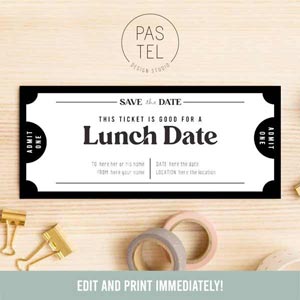 PAS
TEL
DESIGN STUDIO
SAVE the DATE
THIS TICKET IS GOOD FOR A
Lunch Date
ADMIT ONE
ADMIT ONE
TO: here her or his name
FROM: here your name
DATE: here the date
LOCATION: here the location
EDIT AND PRINT IMMEDIATELY!